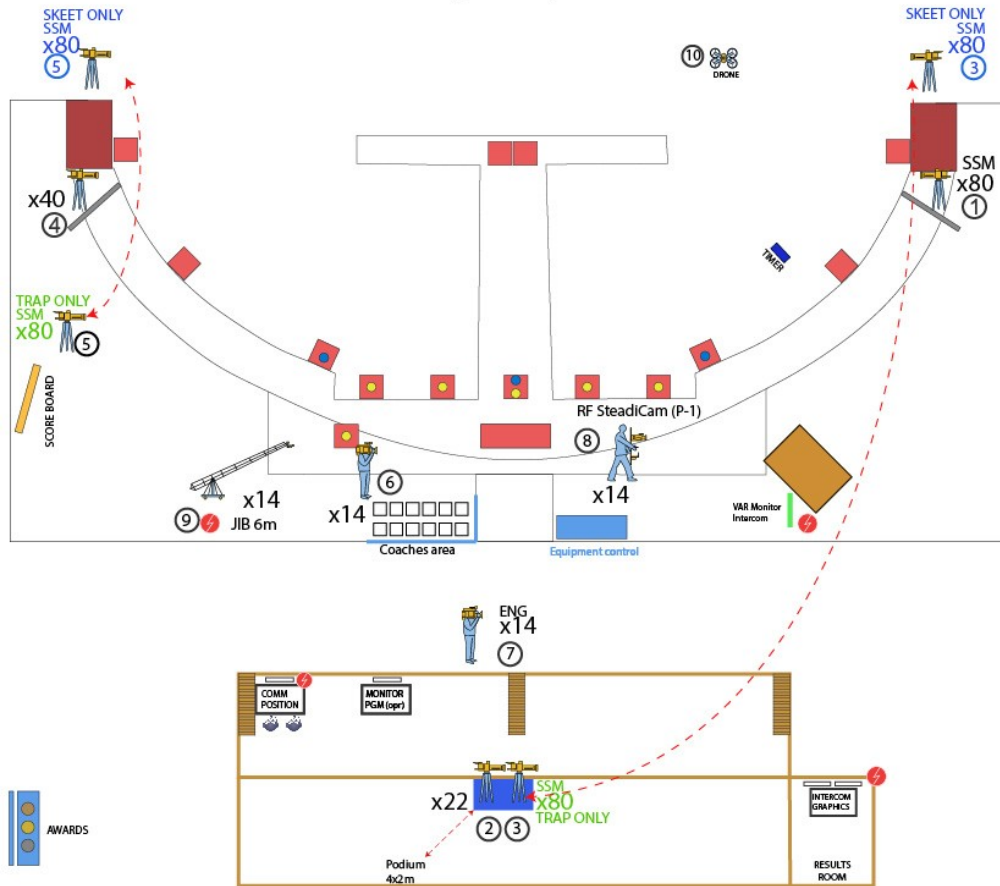 SKEET ONLY
SSM
x80
5
10
DRONE
SKEET ONLY
SSM
x80
3
x40
4
SSM
x80
1
TIMER
TRAP ONLY
SSM
x80
5
SCORE BOARD
RF SteadiCam (P-1)
8
x14
6
x14
9
x14
JIB 6m
VAR Monitor
Intercom
Coaches area
Equipment control
ENG
x14
7
COMM
POSITION
MONITOR
PGM (opr)
x22
SSM
x80
TRAP ONLY
2
3
INTERCOM
GRAPHICS
AWARDS
Podium
4x2m
RESULTS
ROOM